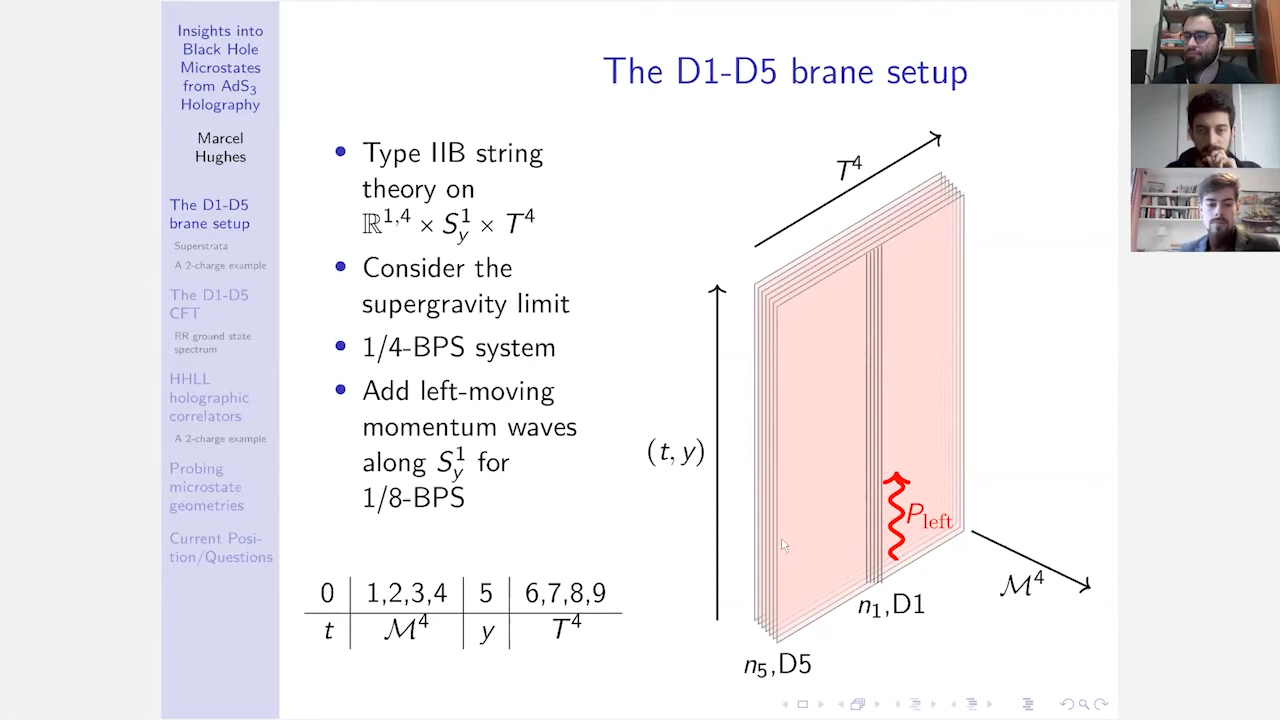 Insights into
Black Hole
Microstates
from AdS₃
Holography
Marcel
Hughes
The D1-D5
brane setup
Superstrata
A 2-charge example
The D1-D5
CFT
RR ground state
spectrum
HHLL
holographic
correlators
A 2-charge example
Probing
microstate
geometries
Current Posi-
tion/Questions
The D1-D5 brane setup
• Type IIB string
theory on
ℝ¹,⁴ × S¹_y × T⁴
• Consider the
supergravity limit
• 1/4-BPS system
• Add left-moving
momentum waves
along S¹_y for
1/8-BPS
0 | 1,2,3,4 | 5 | 6,7,8,9
t | ℳ⁴ | y | T⁴
T⁴
(t, y)
P_left
ℳ⁴
n₁,D1
n₅,D5